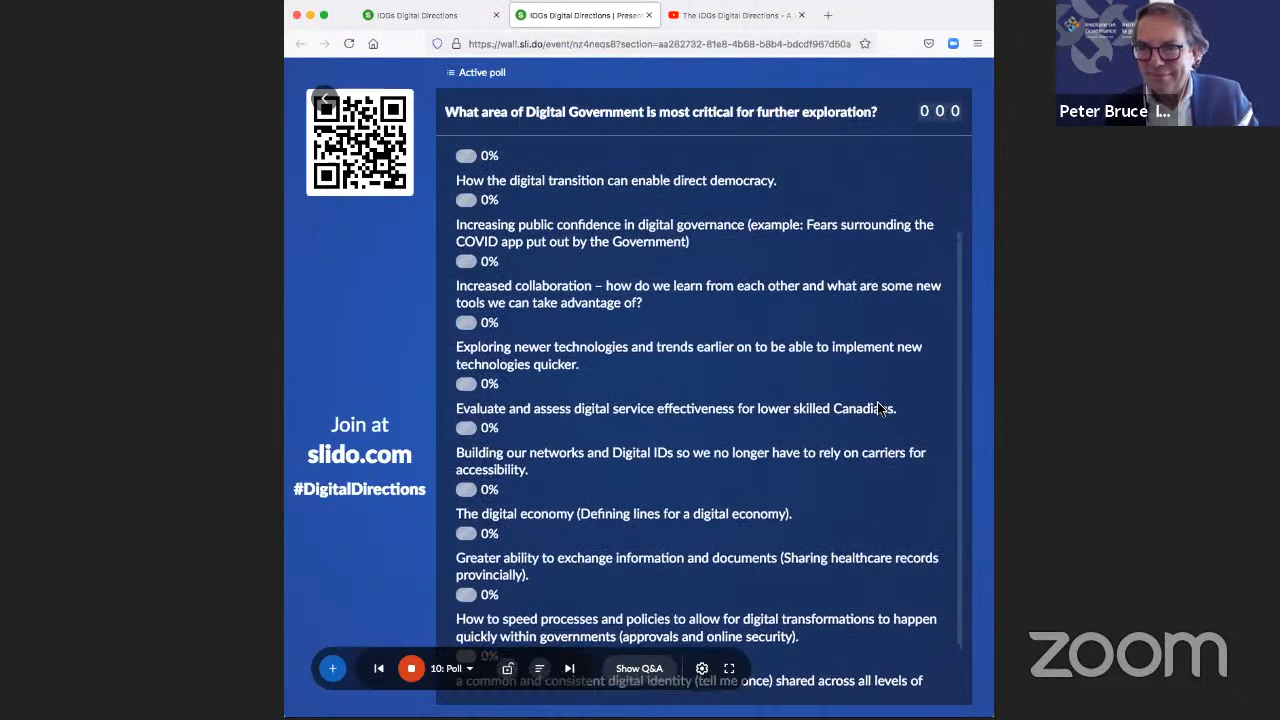 IOGs Digital Directions
IOGs Digital Directions | Presen
The IOGs Digital Directions - A
https://wall.sli.do/event/nz4neqs8?section=aa282732-81e8-4b68-b8b4-bdcdf967d50a
Active poll
What area of Digital Government is most critical for further exploration?
0 0 0
0%
How the digital transition can enable direct democracy.
0%
Increasing public confidence in digital governance (example: Fears surrounding the
COVID app put out by the Government)
0%
Increased collaboration – how do we learn from each other and what are some new
tools we can take advantage of?
0%
Exploring newer technologies and trends earlier on to be able to implement new
technologies quicker.
0%
Evaluate and assess digital service effectiveness for lower skilled Canadians.
0%
Building our networks and Digital IDs so we no longer have to rely on carriers for
accessibility.
0%
The digital economy (Defining lines for a digital economy).
0%
Greater ability to exchange information and documents (Sharing healthcare records
provincially).
0%
How to speed processes and policies to allow for digital transformations to happen
quickly within governments (approvals and online security).
0%
a common and consistent digital identity (tell me once) shared across all levels of
Join at
slido.com
#DigitalDirections
10: Poll
Show Q&A
Institute on
Governance
Peter Bruce I...
zoom